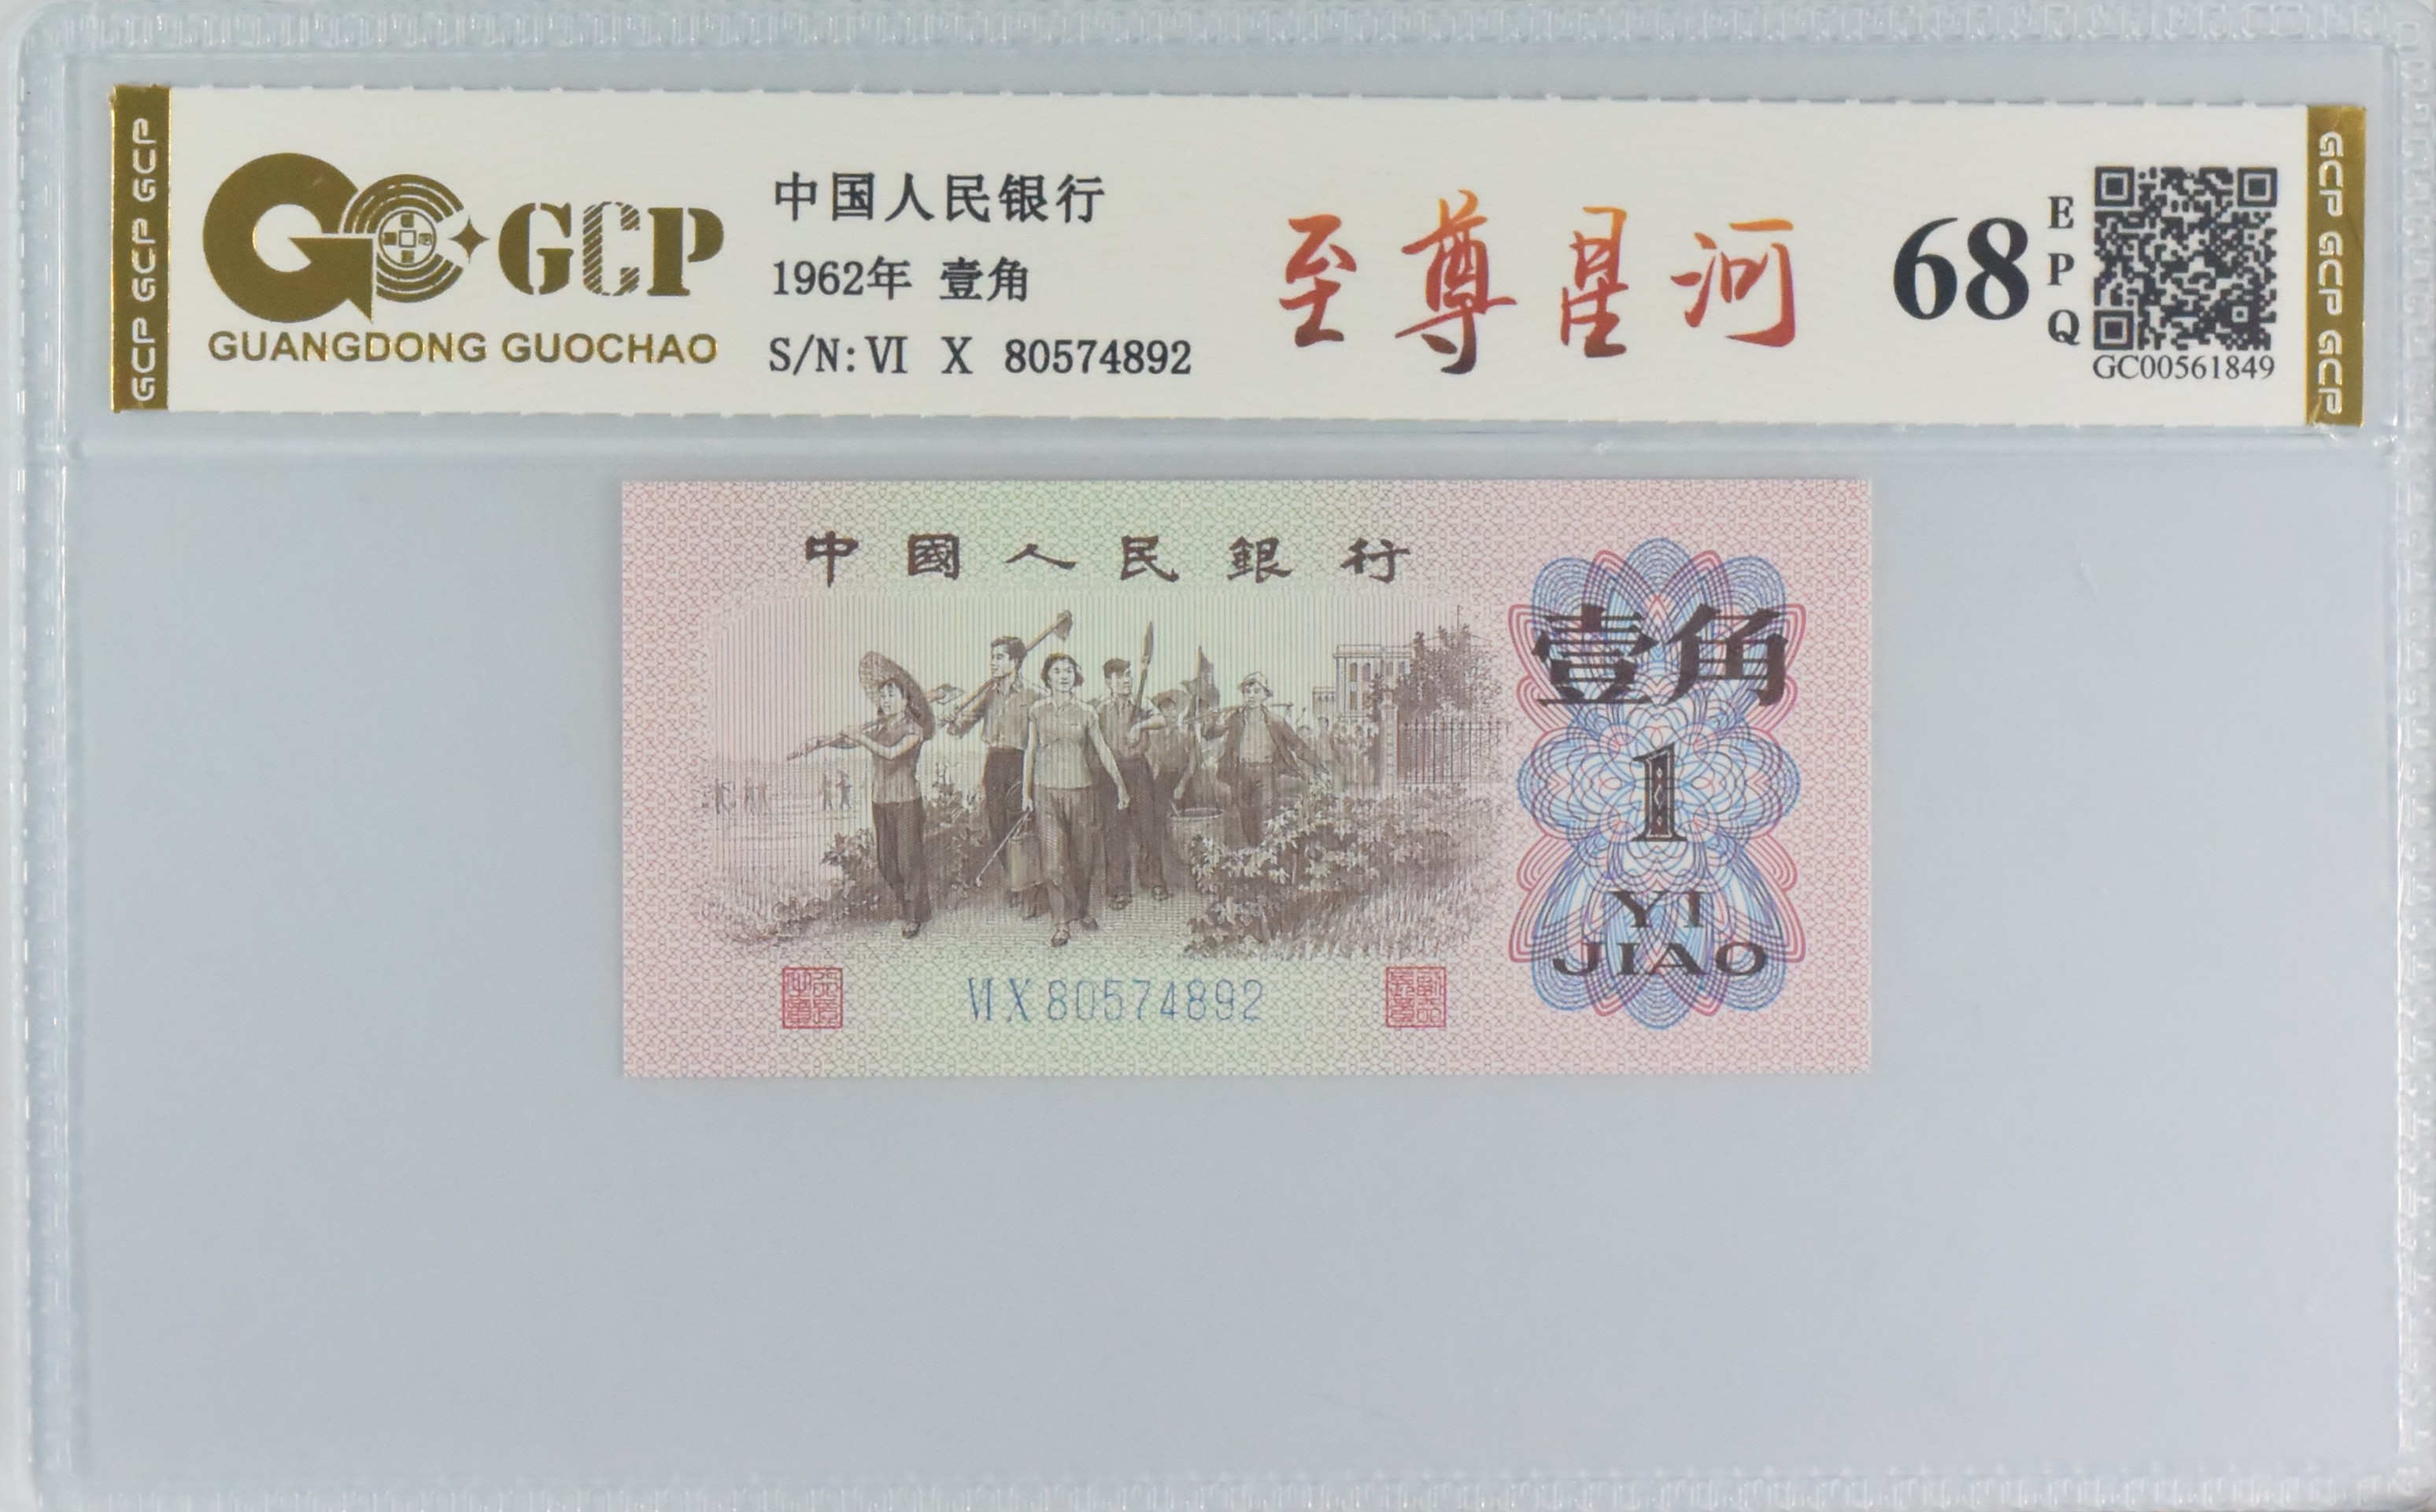 GCP GCP GCP
GCP
GUANGDONG GUOCHAO
中国人民银行
1962年 壹角
S/N: VI X 80574892
至尊星河
68
EPQ
GC00561849
GCP GCP GCP
中國人民銀行
壹角
1
YI
JIAO
VI X 80574892